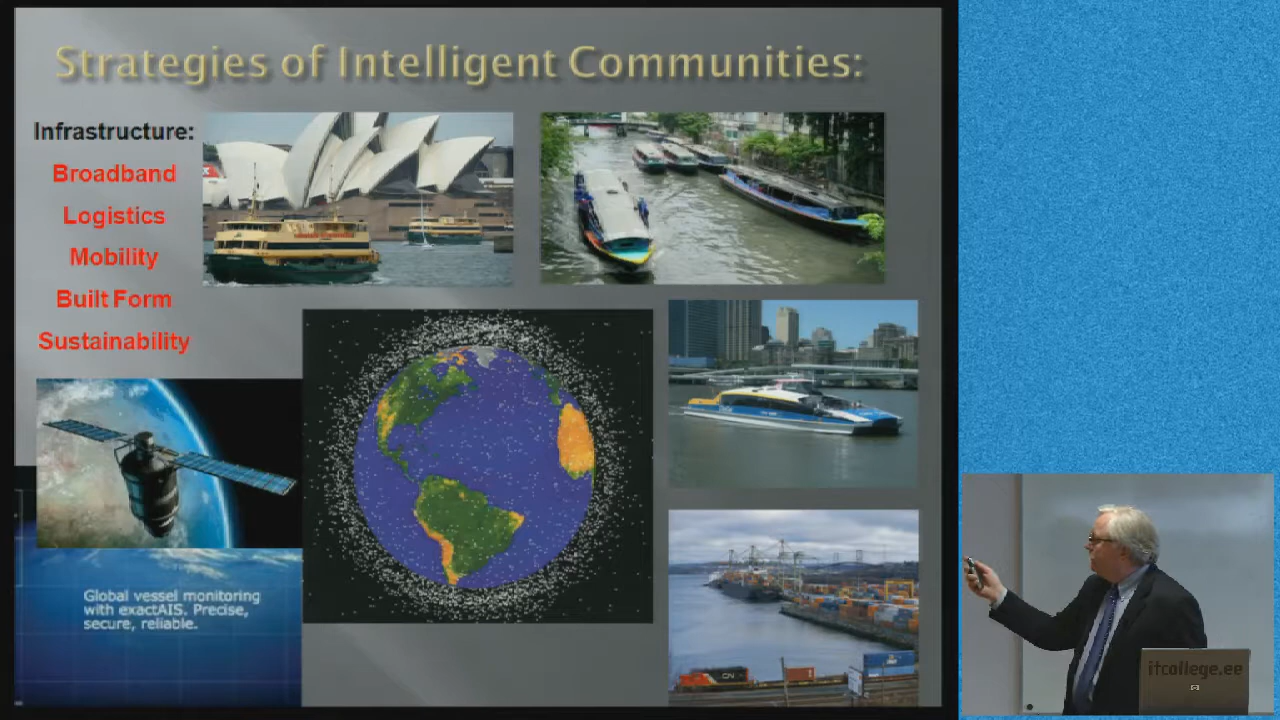 Strategies of Intelligent Communities:
Infrastructure:
Broadband
Logistics
Mobility
Built Form
Sustainability
Global vessel monitoring
with exactAIS. Precise,
secure, reliable.
CN
itcollege.ee